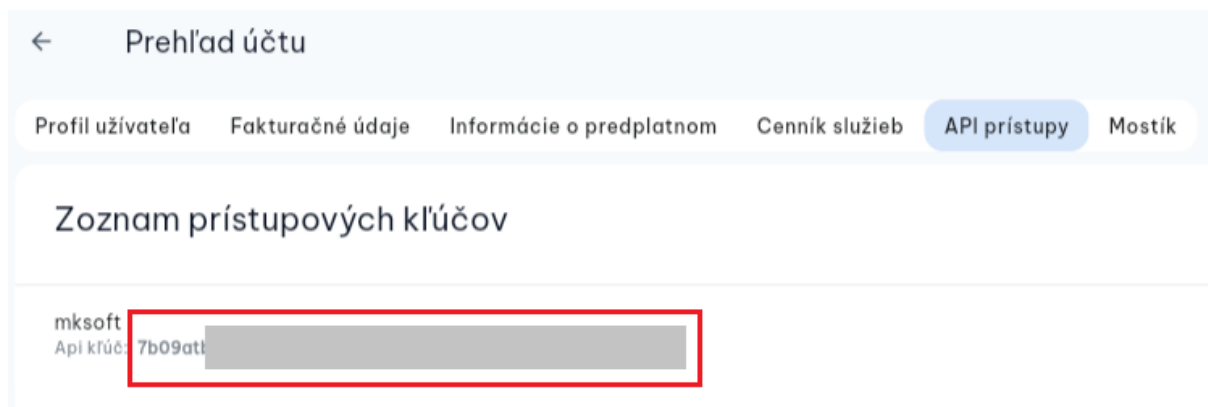 Prehľad účtu
Profil užívateľa Fakturačné údaje Informácie o predplatnom Cenník služieb API prístupy Mostík
Zoznam prístupových kľúčov
mksoft
Api kľúč: 7b09at